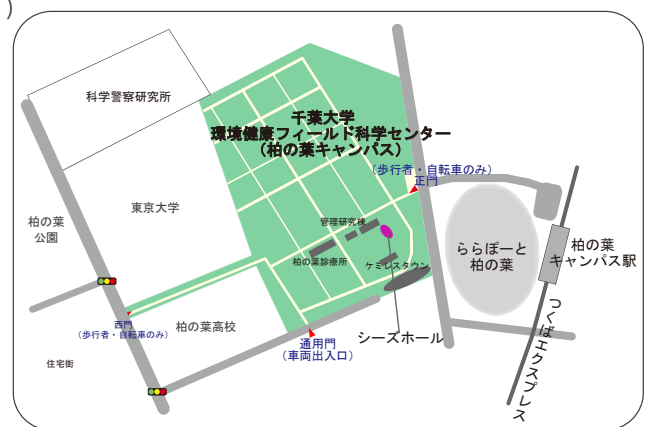 )
科学警察研究所
千葉大学
環境健康フィールド科学センター
(柏の葉キャンパス)
(歩行者・自転車のみ)
正門
東京大学
柏の葉
公園
管理研究棟
柏の葉診療所
ケミレスタウン
ららぽーと
柏の葉
柏の葉
キャンパス駅
つくばエクスプレス
西門
(歩行者・自転車のみ)
柏の葉高校
シーズホール
通用門
(車両出入口)
住宅街